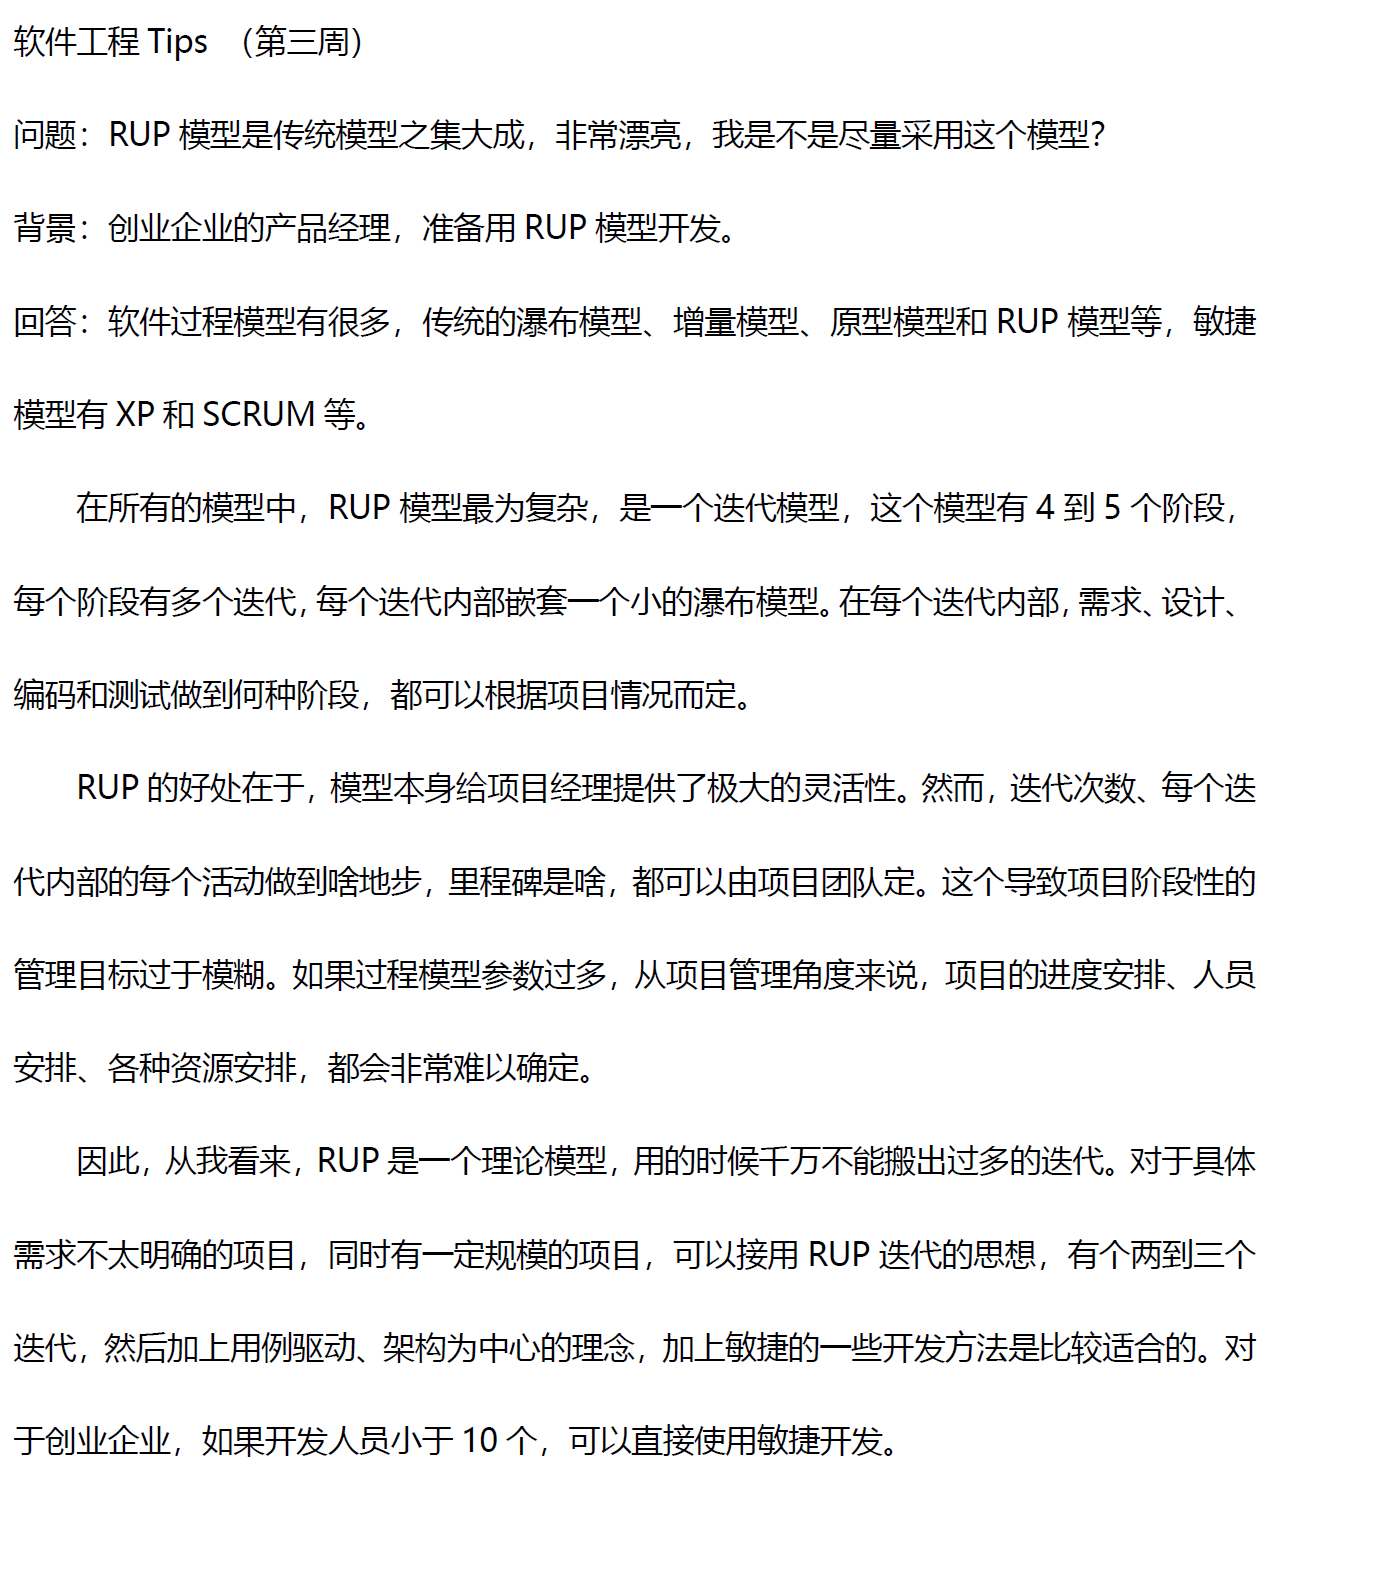 软件工程 Tips （第三周）
问题：RUP 模型是传统模型之集大成，非常漂亮，我是不是尽量采用这个模型？
背景：创业企业的产品经理，准备用 RUP 模型开发。
回答：软件过程模型有很多，传统的瀑布模型、增量模型、原型模型和 RUP 模型等，敏捷
模型有 XP 和 SCRUM 等。
在所有的模型中，RUP 模型最为复杂，是一个迭代模型，这个模型有 4 到 5 个阶段，
每个阶段有多个迭代，每个迭代内部嵌套一个小的瀑布模型。在每个迭代内部，需求、设计、
编码和测试做到何种阶段，都可以根据项目情况而定。
RUP 的好处在于，模型本身给项目经理提供了极大的灵活性。然而，迭代次数、每个迭
代内部的每个活动做到啥地步，里程碑是啥，都可以由项目团队定。这个导致项目阶段性的
管理目标过于模糊。如果过程模型参数过多，从项目管理角度来说，项目的进度安排、人员
安排、各种资源安排，都会非常难以确定。
因此，从我看来，RUP 是一个理论模型，用的时候千万不能搬出过多的迭代。对于具体
需求不太明确的项目，同时有一定规模的项目，可以接用 RUP 迭代的思想，有个两到三个
迭代，然后加上用例驱动、架构为中心的理念，加上敏捷的一些开发方法是比较适合的。对
于创业企业，如果开发人员小于 10 个，可以直接使用敏捷开发。